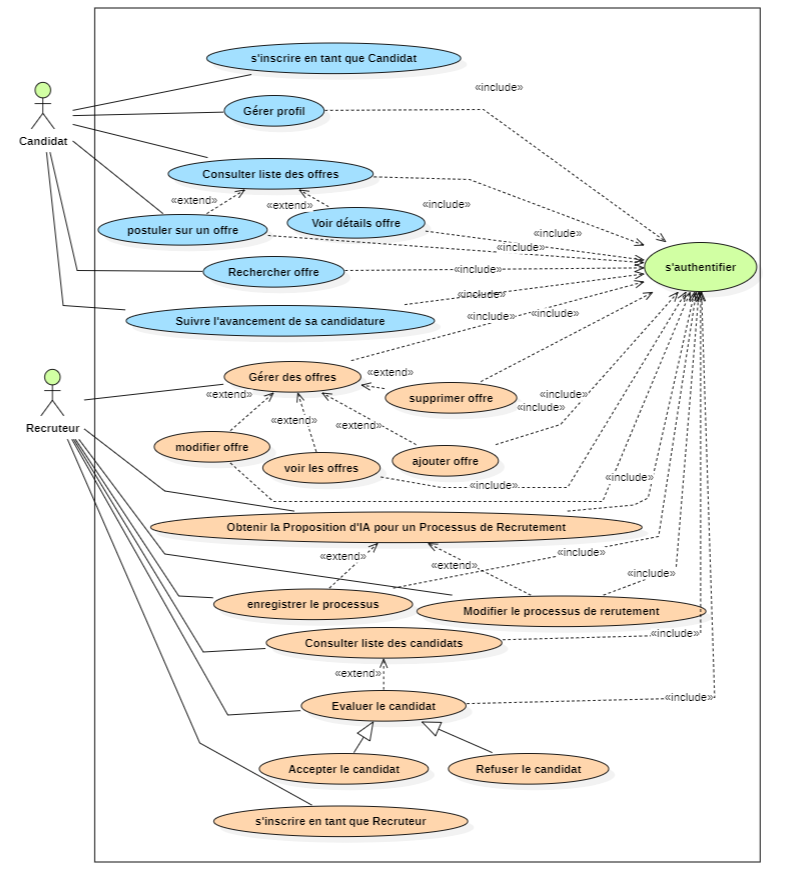 s'inscrire en tant que Candidat
«include»
Gérer profil
Candidat
Consulter liste des offres
«extend»
«extend»
«include»
postuler sur un offre
Voir détails offre
«include»
«include»
s'authentifier
Rechercher offre
«include»
«include»
Suivre l'avancement de sa candidature
«include»
«include»
Gérer des offres
«extend»
«extend»
supprimer offre
«include»
«include»
Recruteur
«extend»
«extend»
modifier offre
voir les offres
ajouter offre
«include»
«include»
Obtenir la Proposition d'IA pour un Processus de Recrutement
«extend»
«extend»
«include»
«include»
enregistrer le processus
Modifier le processus de rerutement
«include»
Consulter liste des candidats
«extend»
«include»
Evaluer le candidat
Accepter le candidat
Refuser le candidat
s'inscrire en tant que Recruteur